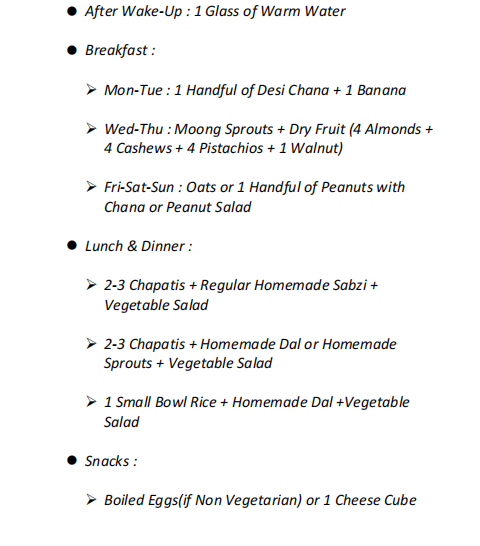 ● After Wake-Up : 1 Glass of Warm Water
● Breakfast :
➢ Mon-Tue : 1 Handful of Desi Chana + 1 Banana
➢ Wed-Thu : Moong Sprouts + Dry Fruit (4 Almonds +
4 Cashews + 4 Pistachios + 1 Walnut)
➢ Fri-Sat-Sun : Oats or 1 Handful of Peanuts with
Chana or Peanut Salad
● Lunch & Dinner :
➢ 2-3 Chapatis + Regular Homemade Sabzi +
Vegetable Salad
➢ 2-3 Chapatis + Homemade Dal or Homemade
Sprouts + Vegetable Salad
➢ 1 Small Bowl Rice + Homemade Dal +Vegetable
Salad
● Snacks :
➢ Boiled Eggs(if Non Vegetarian) or 1 Cheese Cube